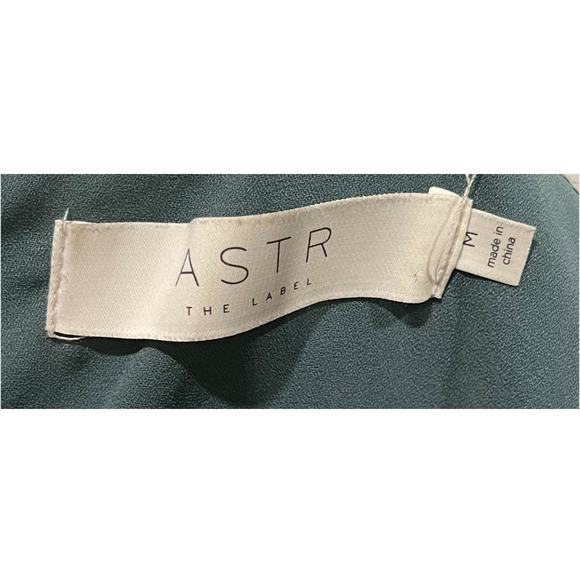 ASTR
THE LABEL
M
made in
china